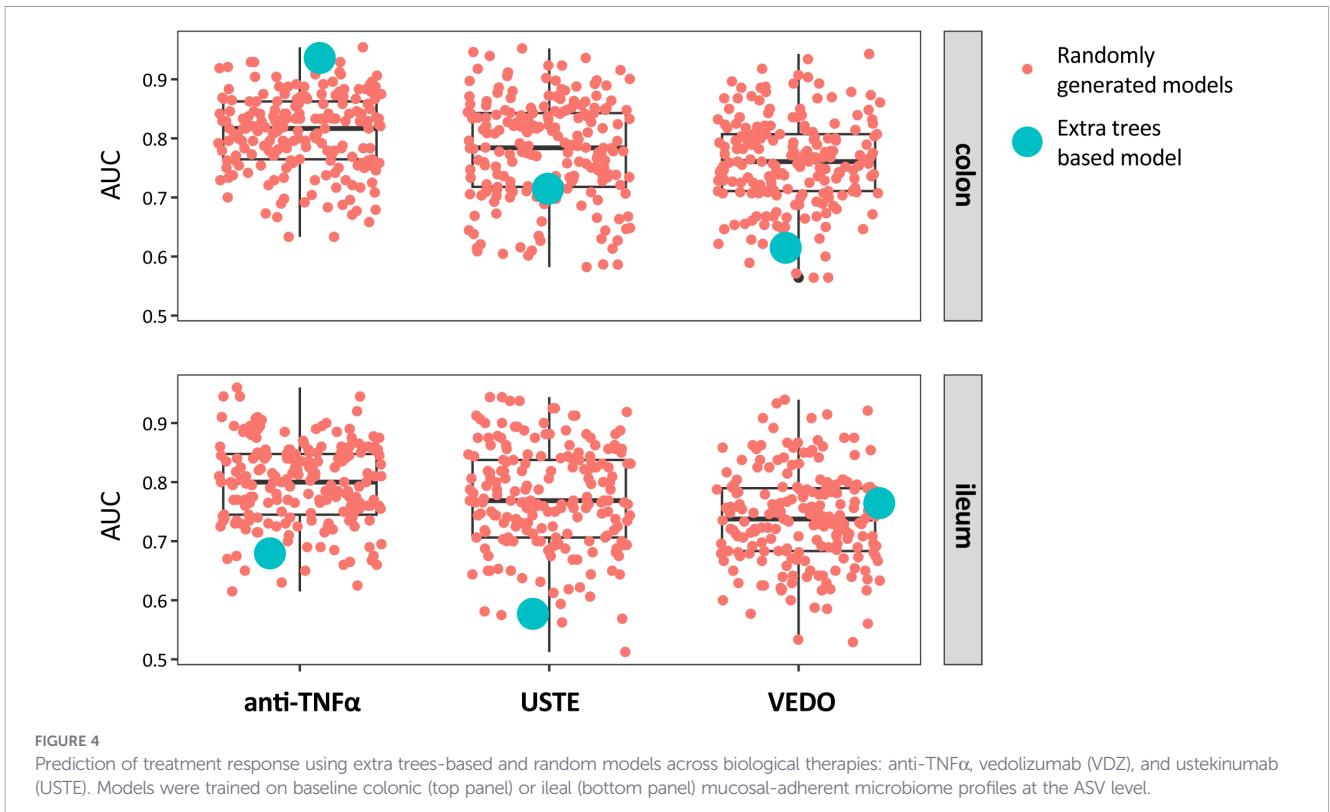 AUC
0.9
0.8
0.7
0.6
0.5
colon
Randomly
generated models
Extra trees
based model
AUC
0.9
0.8
0.7
0.6
0.5
ileum
anti-TNFα USTE VEDO
FIGURE 4
Prediction of treatment response using extra trees-based and random models across biological therapies: anti-TNFα, vedolizumab (VDZ), and ustekinumab
(USTE). Models were trained on baseline colonic (top panel) or ileal (bottom panel) mucosal-adherent microbiome profiles at the ASV level.